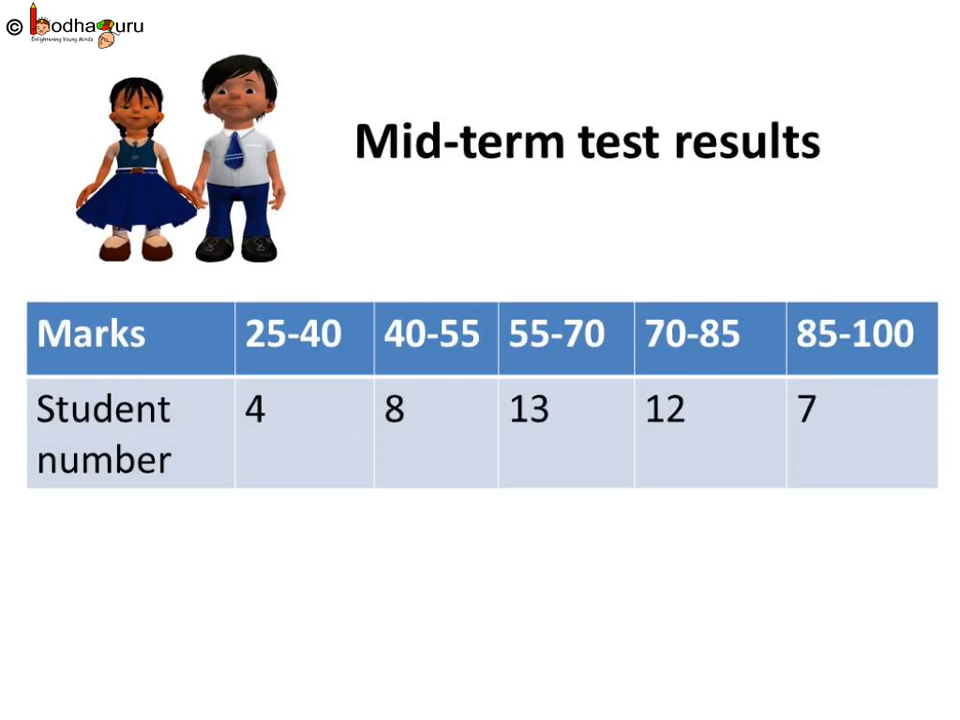 © bodhaguru
Enlightening Young Minds
Mid-term test results
Marks 25-40 40-55 55-70 70-85 85-100
Student 4 8 13 12 7
number